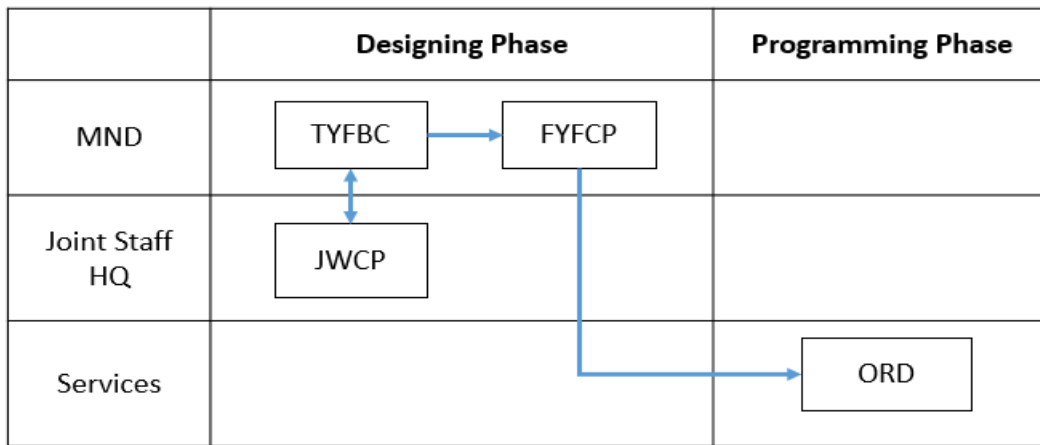 Designing Phase
Programming Phase
MND
TYFBC
FYFCP
Joint Staff
HQ
JWCP
Services
ORD